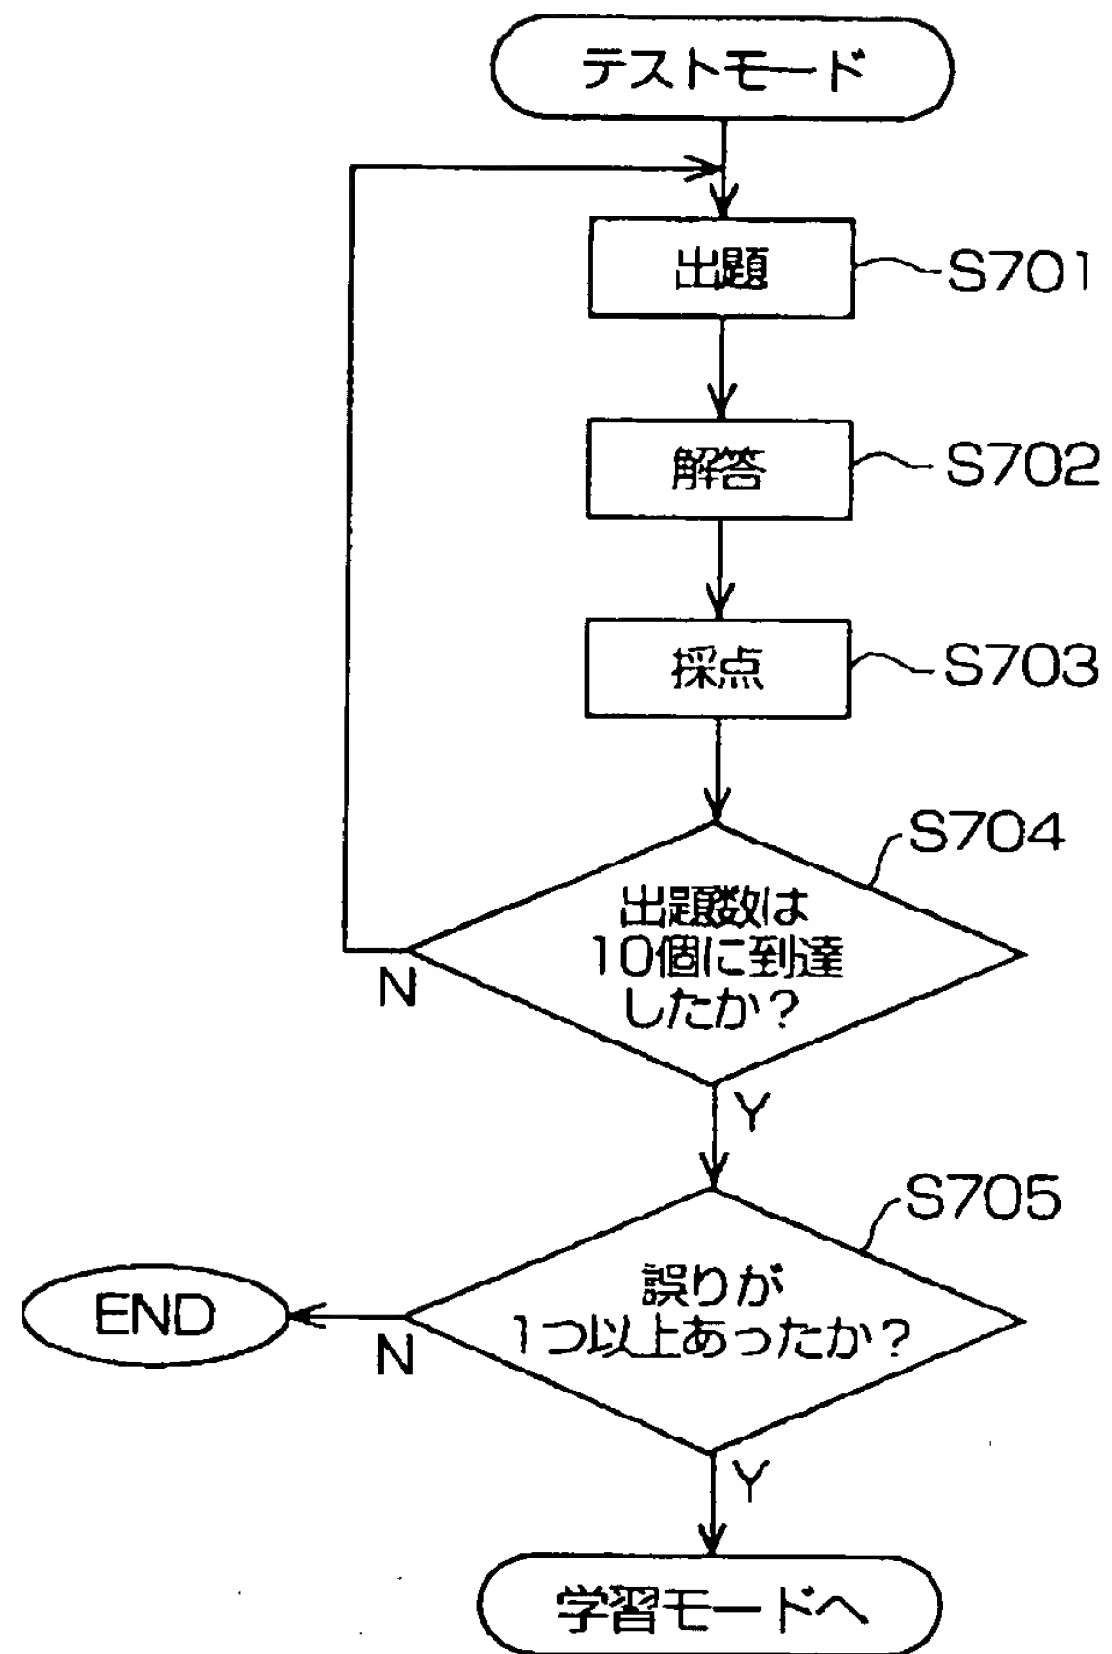 テストモード
出題
S701
解答
S702
採点
S703
S704
出題数は
10個に到達
したか?
N
Y
S705
誤りが
1つ以上あったか?
END
N
Y
学習モードへ